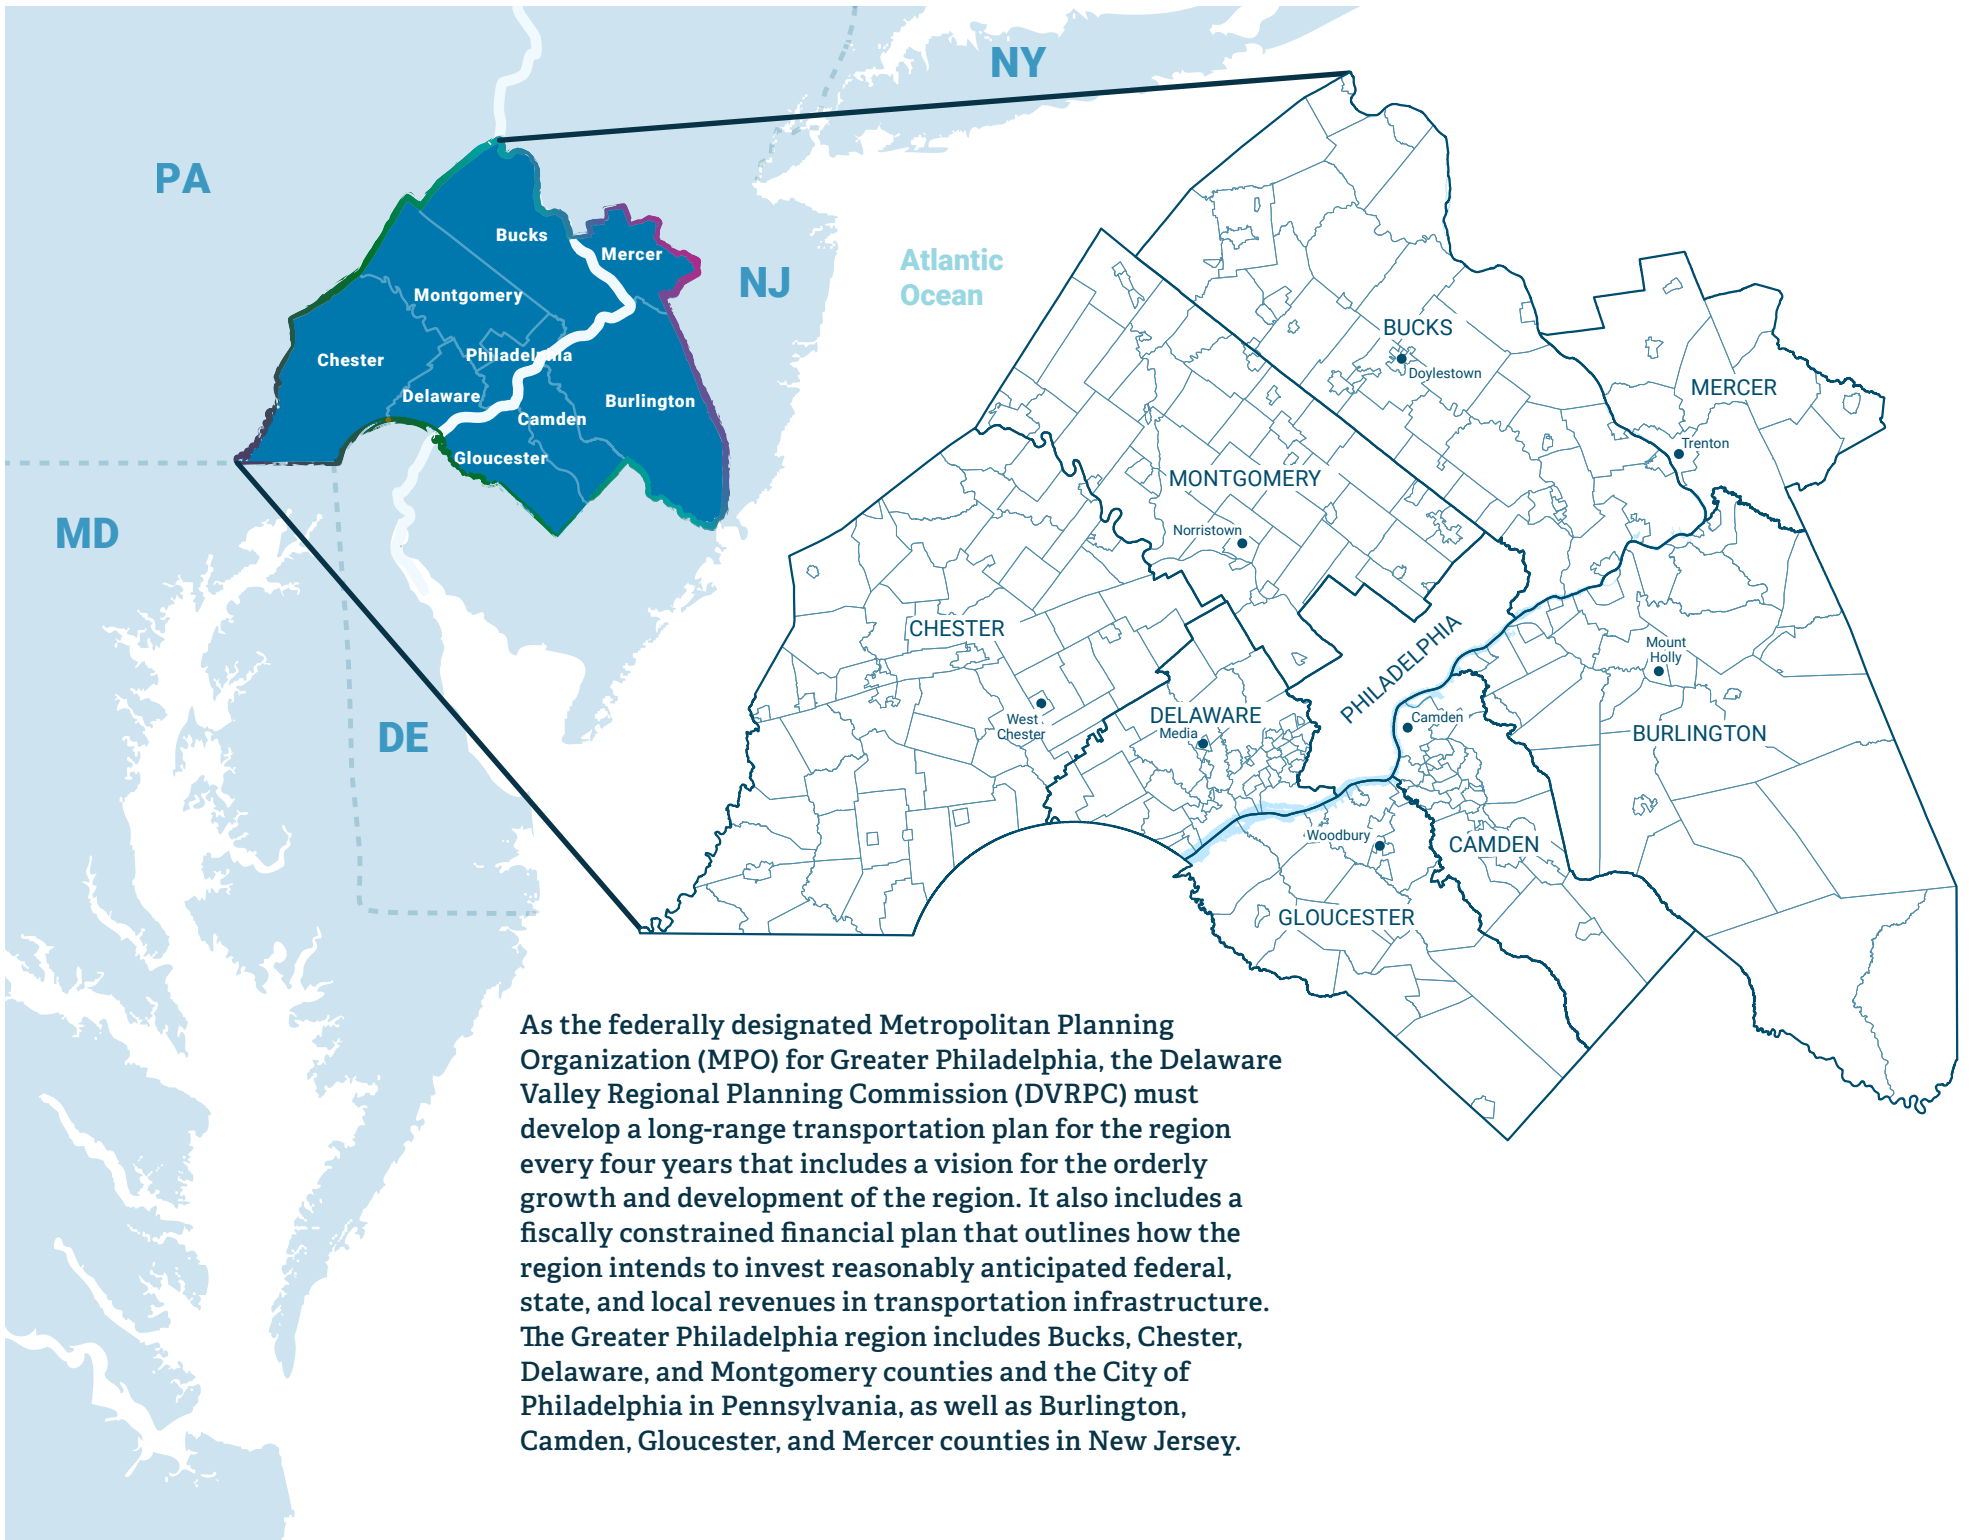 NY
PA
Bucks
Mercer
NJ
Atlantic
Ocean
Montgomery
Chester
Philadelphia
Delaware
Burlington
Camden
Gloucester
MD
DE
BUCKS
Doylestown
MERCER
Trenton
MONTGOMERY
Norristown
CHESTER
West
Chester
PHILADELPHIA
DELAWARE
Media
Camden
Mount
Holly
BURLINGTON
Woodbury
CAMDEN
GLOUCESTER
As the federally designated Metropolitan Planning
Organization (MPO) for Greater Philadelphia, the Delaware
Valley Regional Planning Commission (DVRPC) must
develop a long-range transportation plan for the region
every four years that includes a vision for the orderly
growth and development of the region. It also includes a
fiscally constrained financial plan that outlines how the
region intends to invest reasonably anticipated federal,
state, and local revenues in transportation infrastructure.
The Greater Philadelphia region includes Bucks, Chester,
Delaware, and Montgomery counties and the City of
Philadelphia in Pennsylvania, as well as Burlington,
Camden, Gloucester, and Mercer counties in New Jersey.